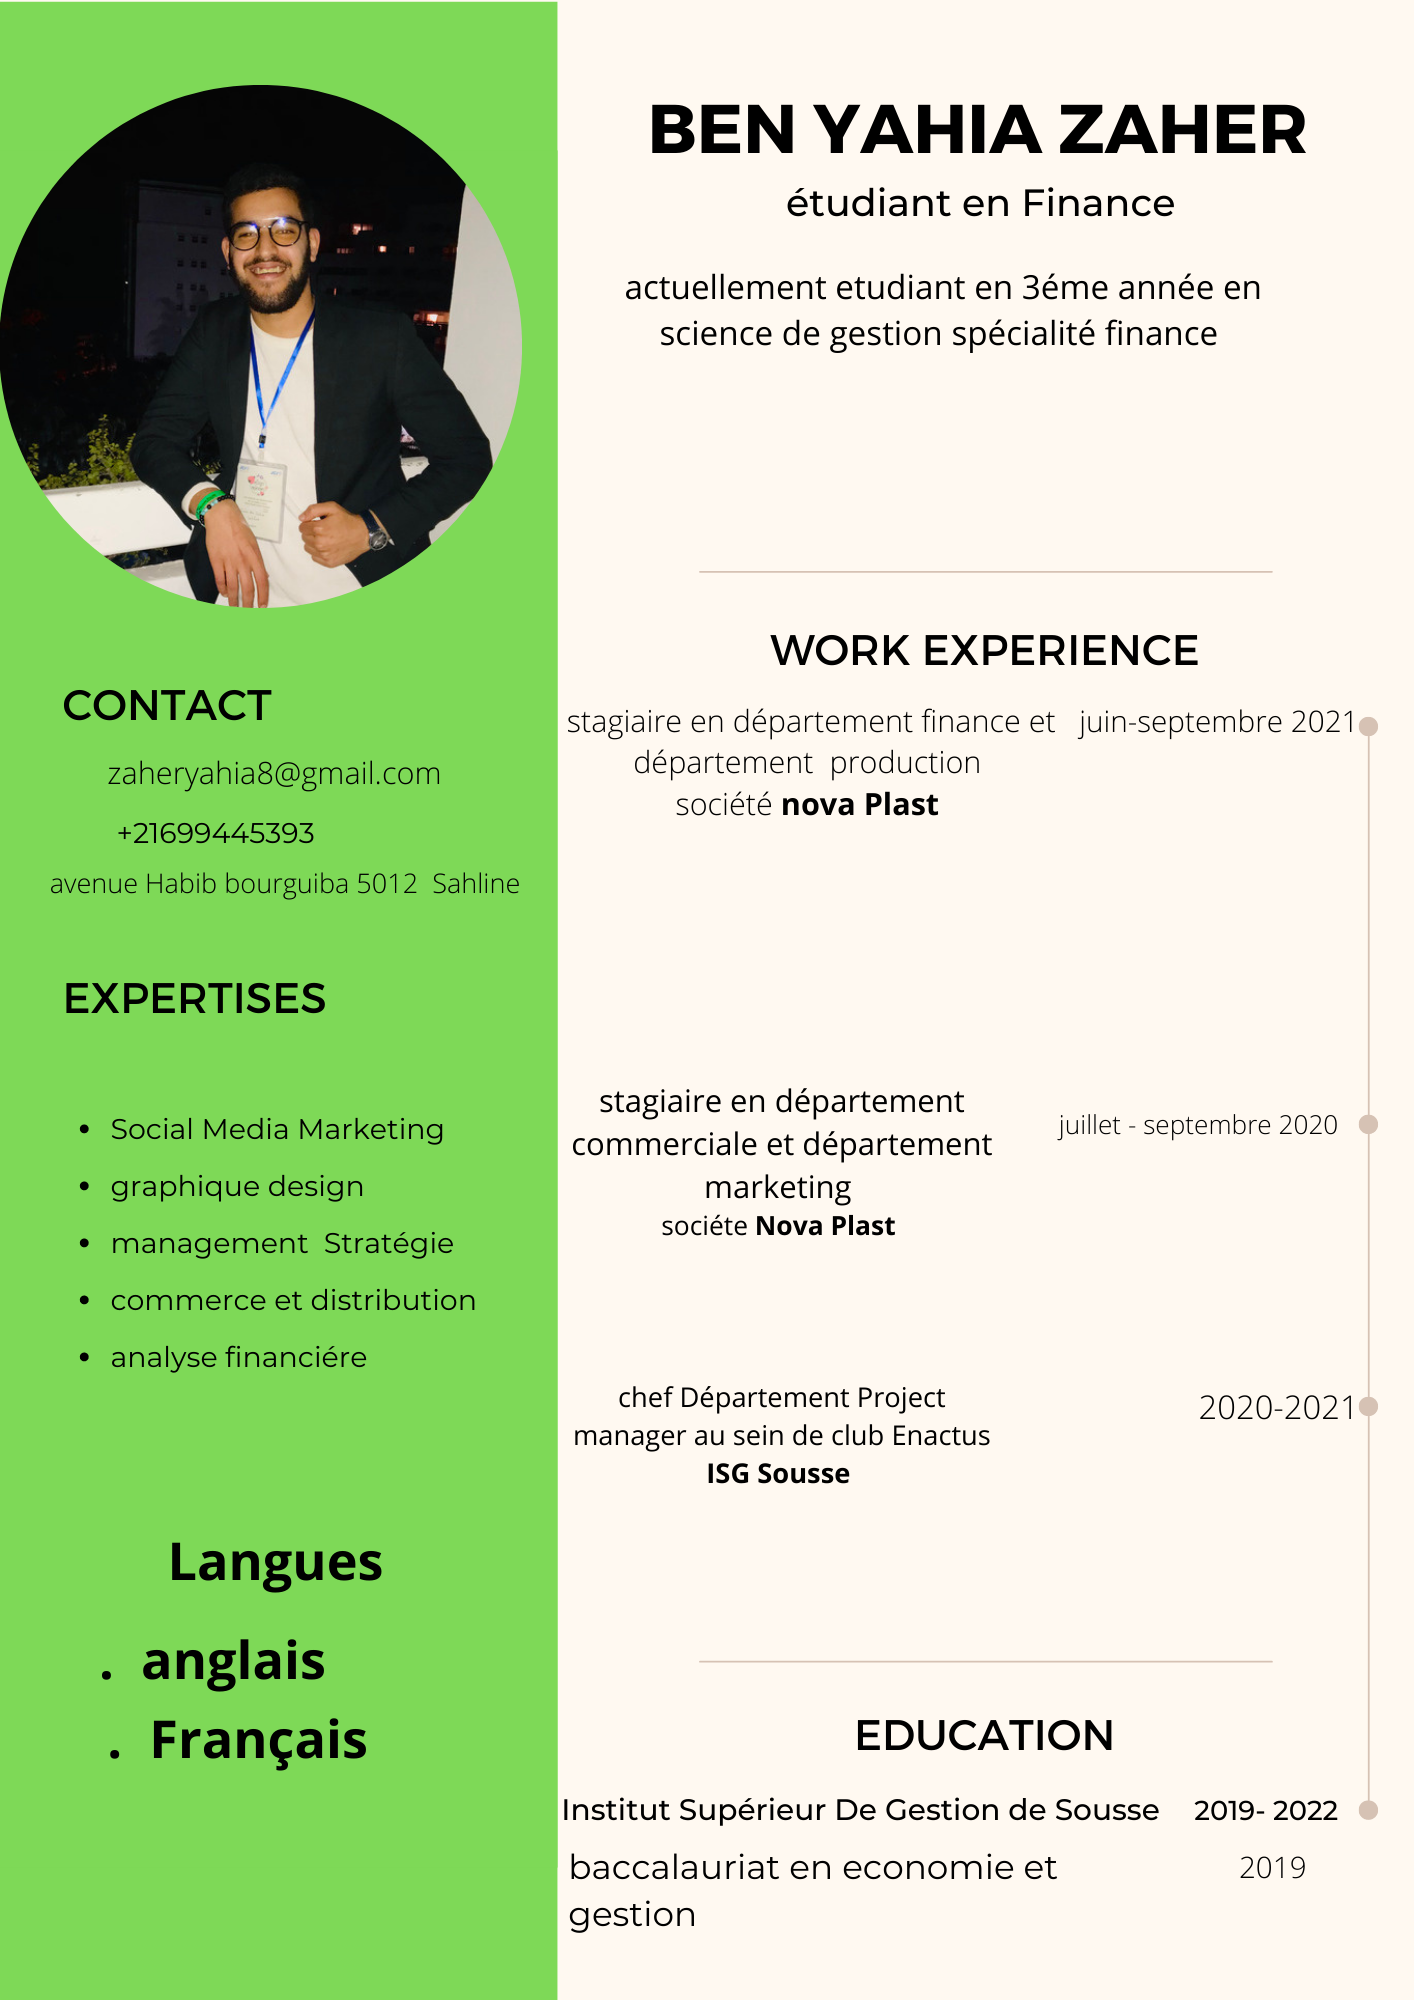 BEN YAHIA ZAHER
étudiant en Finance
actuellement etudiant en 3éme année en
science de gestion spécialité finance
CONTACT
zaheryahia8@gmail.com
+21699445393
avenue Habib bourguiba 5012  Sahline
EXPERTISES
• Social Media Marketing
• graphique design
• management  Stratégie
• commerce et distribution
• analyse financiére
Langues
.  anglais
.  Français
WORK EXPERIENCE
stagiaire en département finance et  juin-septembre 2021
département  production
société nova Plast
stagiaire en département
commerciale et département
marketing
sociéte Nova Plast
juillet - septembre 2020
chef Département Project
manager au sein de club Enactus
ISG Sousse
2020-2021
EDUCATION
Institut Supérieur De Gestion de Sousse  2019- 2022
baccalauriat en economie et
gestion
2019